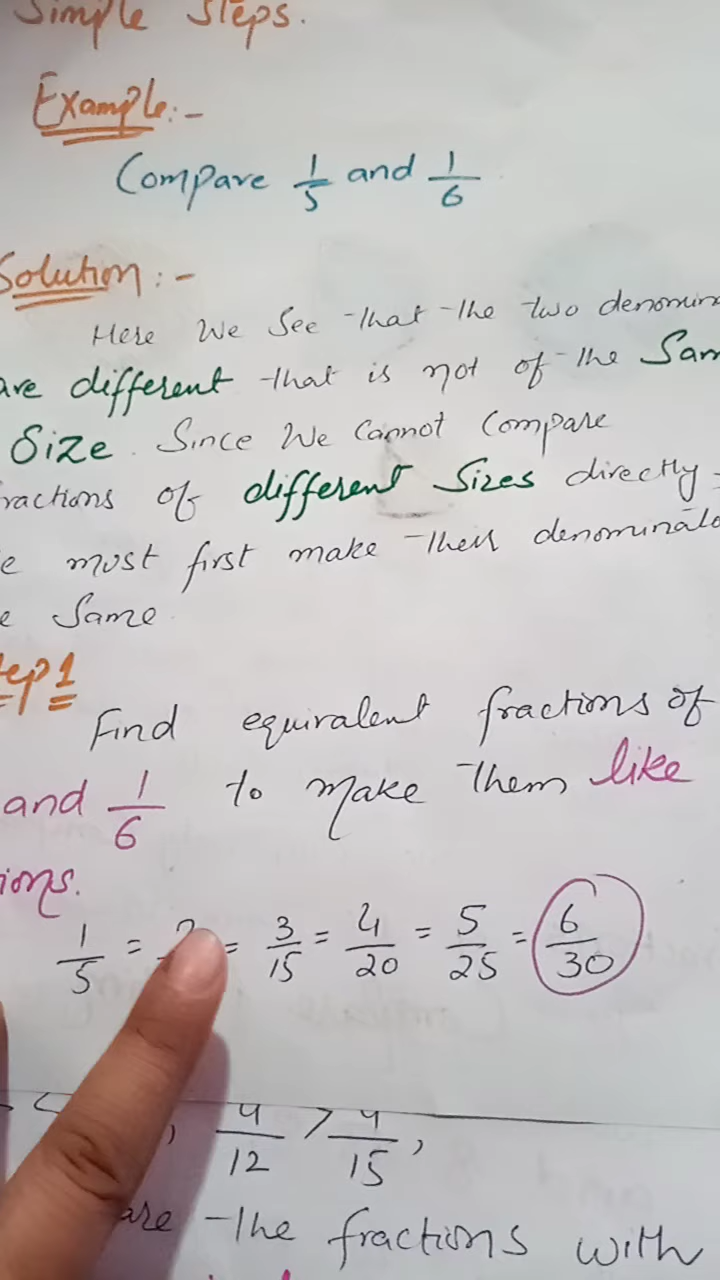 Simple Steps.
Example:-
Compare 1/5 and 1/6
Solution:-
Here we see that the two denomin
are different that is not of the Sam
Size. Since we cannot compare
ractions of different Sizes directly
e must first make their denominato
e Same
tep 1
Find equivalent fractions of
and 1/6 to make them like
ions.
1/5 = 2 = 3/15 = 4/20 = 5/25 = 6/30
<, 4/12 > 4/15,
are the fractions with